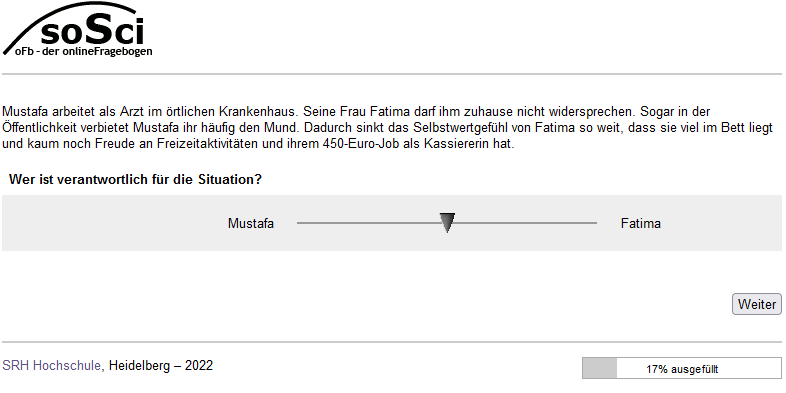 soSci
oFb - der onlineFragebogen
Mustafa arbeitet als Arzt im örtlichen Krankenhaus. Seine Frau Fatima darf ihm zuhause nicht widersprechen. Sogar in der
Öffentlichkeit verbietet Mustafa ihr häufig den Mund. Dadurch sinkt das Selbstwertgefühl von Fatima so weit, dass sie viel im Bett liegt
und kaum noch Freude an Freizeitaktivitäten und ihrem 450-Euro-Job als Kassiererin hat.
Wer ist verantwortlich für die Situation?
Mustafa Fatima
Weiter
SRH Hochschule, Heidelberg – 2022 17% ausgefüllt